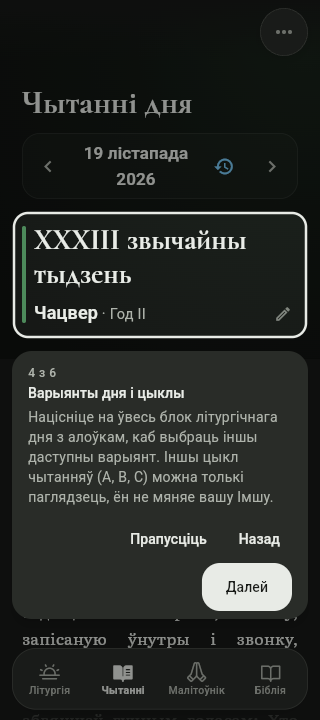 Чытанні дня
19 лістапада
2026
XXXIII звычайны
тыдзень
Чацвер · Год II
4 з 6
Варыянты дня і цыклы
Націсніце на ўвесь блок літургічнага
дня з алоўкам, каб выбраць іншы
даступны варыянт. Іншы цыкл
чытанняў (A, B, C) можна толькі
паглядзець, ён не мяняе вашу Імшу.
Прапусціць Назад
Далей
запісаную ўнутры і звонку,
Літургія Чытанні Малітоўнік Біблія